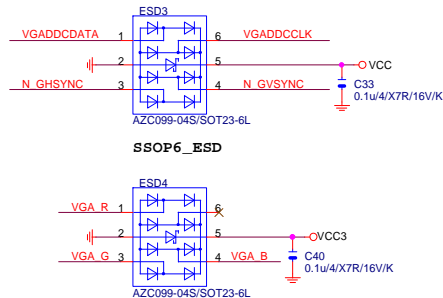 ESD3
VGADDCDATA 1 6 VGADDCCLK
2 5 VCC
N_GHSYNC 3 4 N_GVSYNC
C33
0.1u/4/X7R/16V/K
AZC099-04S/SOT23-6L
SSOP6_ESD
ESD4
VGA_R 1 6
2 5 VCC3
VGA_G 3 4 VGA_B
C40
0.1u/4/X7R/16V/K
AZC099-04S/SOT23-6L